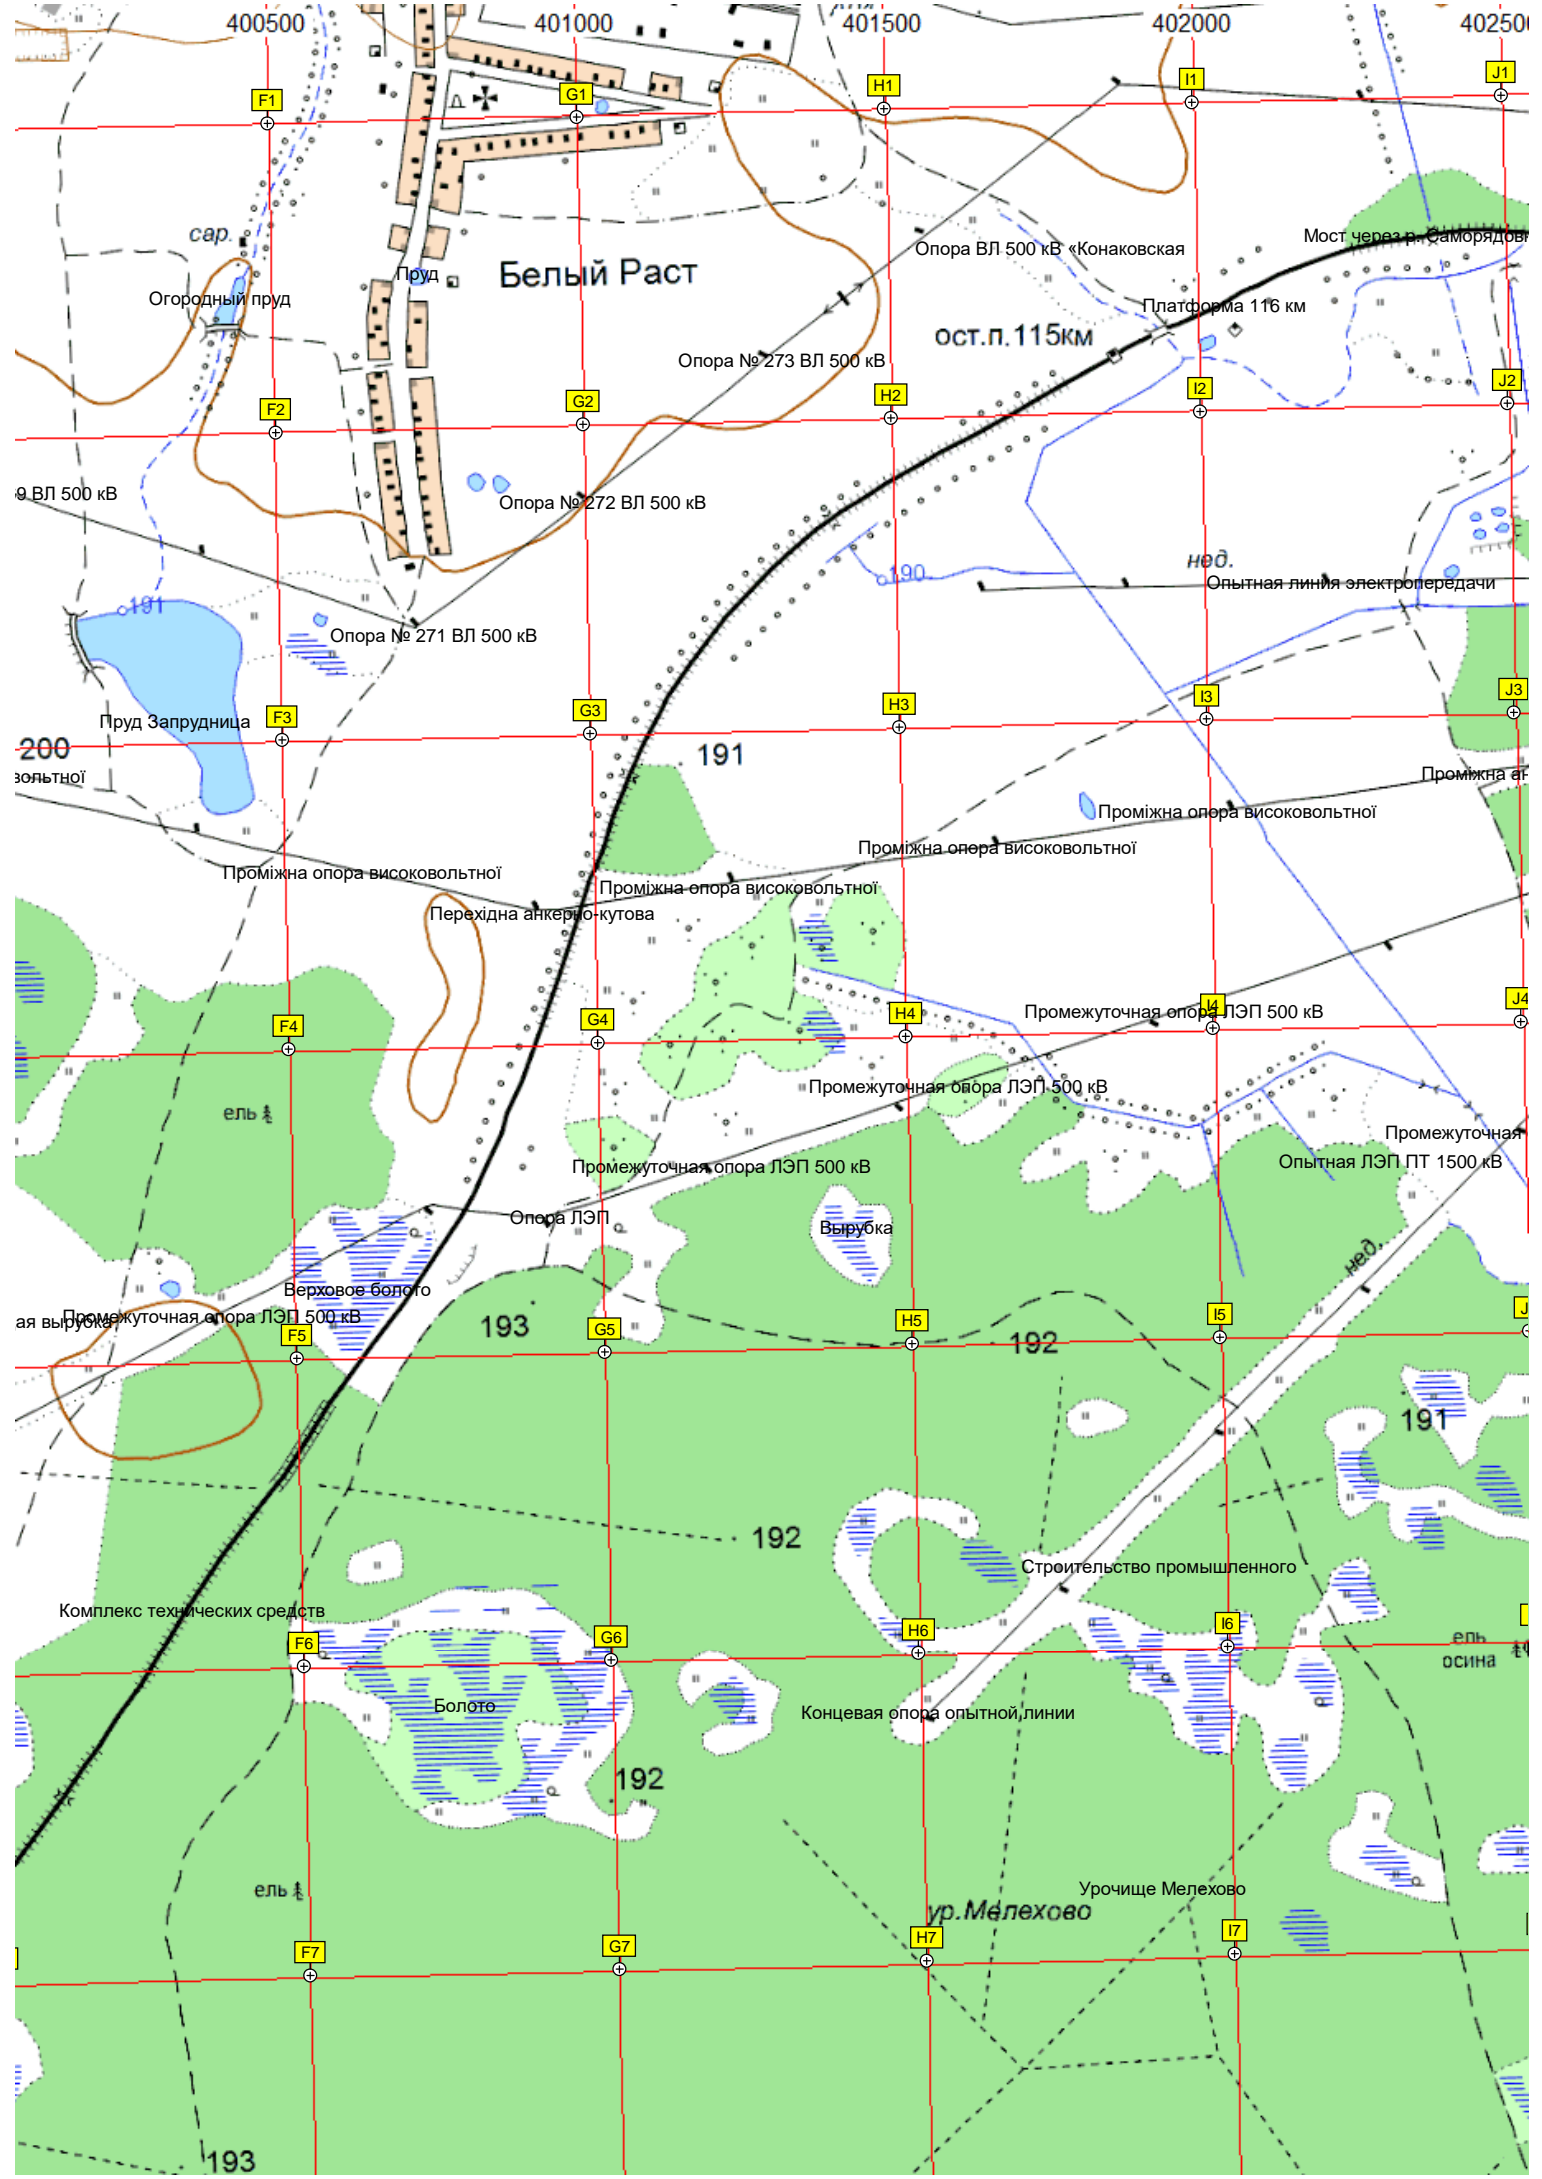 400500
401000
401500
402000
40250
F1
G1
H1
I1
J1
сар.
Опора ВЛ 500 кВ «Конаковская
Мост через р. Саморядовк
Пруд
Белый Раст
Огородный пруд
Платформа 116 км
ост.п.115км
Опора № 273 ВЛ 500 кВ
F2
G2
H2
I2
J2
9 ВЛ 500 кВ
Опора № 272 ВЛ 500 кВ
нед.
190
Опытная линия электропередачи
191
Опора № 271 ВЛ 500 кВ
F3
G3
H3
I3
J3
Пруд Запрудница
200
191
вольтної
Проміжна ан
Проміжна опора високовольтної
Проміжна опора високовольтної
Проміжна опора високовольтної
Проміжна опора високовольтної
Перехідна анкерно-кутова
F4
G4
H4
I4
J4
Промежуточная опора ЛЭП 500 кВ
ель
Промежуточная опора ЛЭП 500 кВ
Промежуточная
Промежуточная опора ЛЭП 500 кВ
Опытная ЛЭП ПТ 1500 кВ
Опора ЛЭП
Вырубка
нед.
Верховое болото
ая вырубка
Промежуточная опора ЛЭП 500 кВ
F5
193
G5
H5
192
I5
J
191
192
Строительство промышленного
Комплекс технических средств
F6
G6
H6
I6
ель
осина
Болото
Концевая опора опытной линии
192
ель
Урочище Мелехово
ур.Мелехово
F7
G7
H7
I7
193